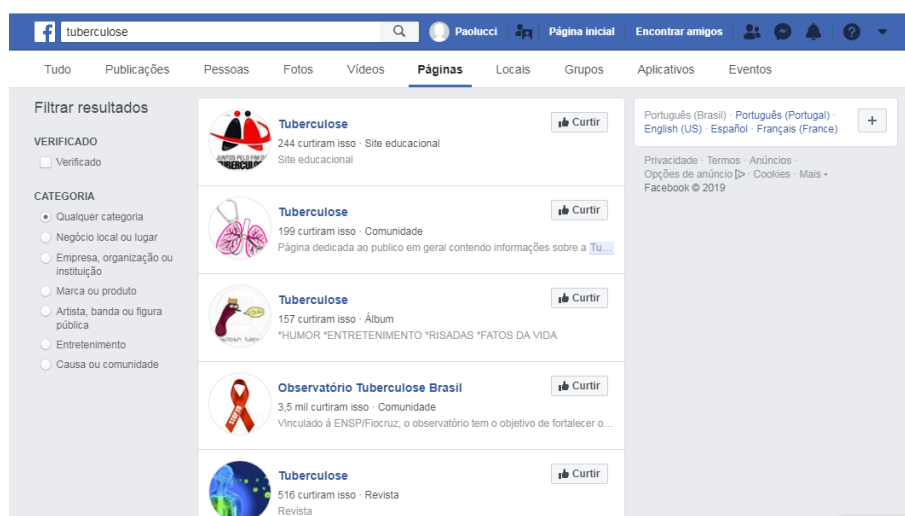 tuberculose
Paolucci
Página inicial
Encontrar amigos
Tudo
Publicações
Pessoas
Fotos
Vídeos
Páginas
Locais
Grupos
Aplicativos
Eventos
Filtrar resultados
VERIFICADO
Verificado
CATEGORIA
Qualquer categoria
Negócio local ou lugar
Empresa, organização ou
instituição
Marca ou produto
Artista, banda ou figura
pública
Entretenimento
Causa ou comunidade
JUNTOS PELO FIM DA
TUBERCULO
Tuberculose
244 curtiram isso · Site educacional
Site educacional
Curtir
Tuberculose
199 curtiram isso · Comunidade
Página dedicada ao publico em geral contendo informações sobre a Tu...
Curtir
Tuberculose
157 curtiram isso · Álbum
*HUMOR *ENTRETENIMENTO *RISADAS *FATOS DA VIDA
Curtir
Observatório Tuberculose Brasil
3,5 mil curtiram isso · Comunidade
Vinculado á ENSP/Fiocruz, o observatório tem o objetivo de fortalecer o...
Curtir
Tuberculose
516 curtiram isso · Revista
Revista
Curtir
Português (Brasil) · Português (Portugal) ·
English (US) · Español · Français (France)
Privacidade · Termos · Anúncios ·
Opções de anúncio · Cookies · Mais
Facebook © 2019